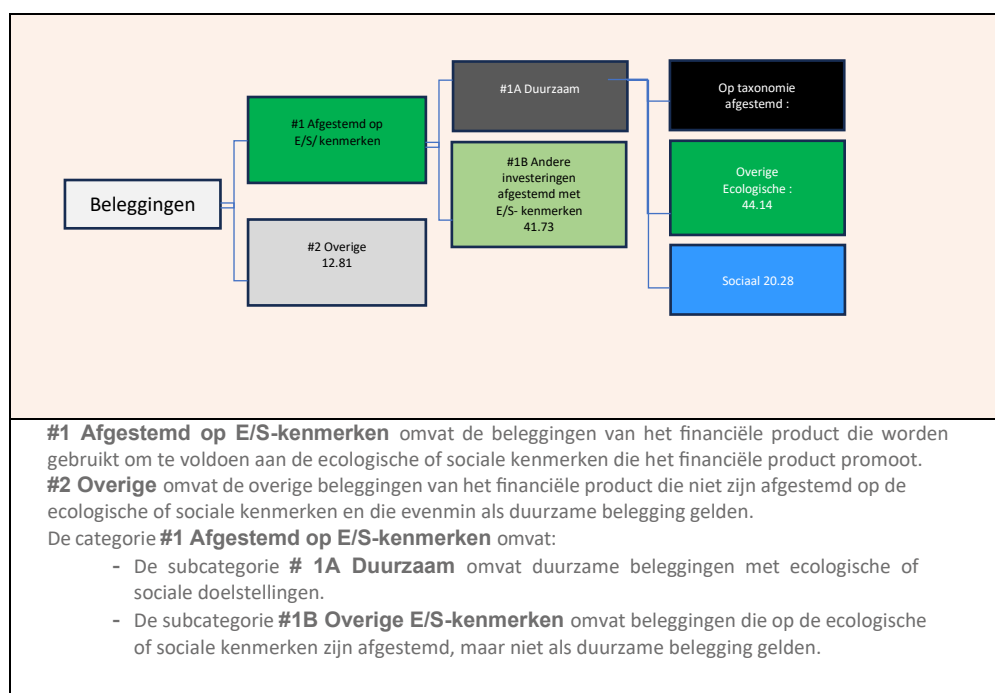 Beleggingen
#1 Afgestemd op
E/S/ kenmerken
#2 Overige
12.81
#1A Duurzaam
#1B Andere
investeringen
afgestemd met
E/S- kenmerken
41.73
Op taxonomie
afgestemd :
Overige
Ecologische :
44.14
Sociaal 20.28
#1 Afgestemd op E/S-kenmerken omvat de beleggingen van het financiële product die worden
gebruikt om te voldoen aan de ecologische of sociale kenmerken die het financiële product promoot.
#2 Overige omvat de overige beleggingen van het financiële product die niet zijn afgestemd op de
ecologische of sociale kenmerken en die evenmin als duurzame belegging gelden.
De categorie #1 Afgestemd op E/S-kenmerken omvat:
- De subcategorie # 1A Duurzaam omvat duurzame beleggingen met ecologische of
sociale doelstellingen.
- De subcategorie #1B Overige E/S-kenmerken omvat beleggingen die op de ecologische
of sociale kenmerken zijn afgestemd, maar niet als duurzame belegging gelden.